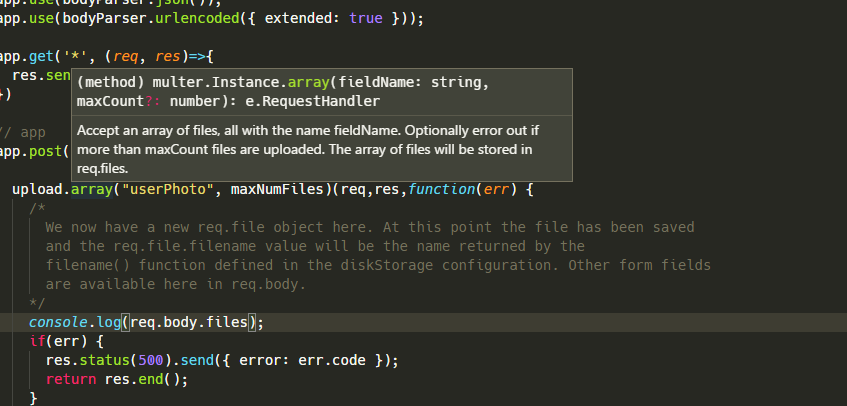 app.use(bodyParser.json());
app.use(bodyParser.urlencoded({ extended: true }));
app.get('*', (req, res)=>{
res.sen
})
(method) multer.Instance.array(fieldName: string,
maxCount?: number): e.RequestHandler
Accept an array of files, all with the name fieldName. Optionally error out if
more than maxCount files are uploaded. The array of files will be stored in
req.files.
// app
app.post(
upload.array("userPhoto", maxNumFiles)(req,res,function(err) {
/*
We now have a new req.file object here. At this point the file has been saved
and the req.file.filename value will be the name returned by the
filename() function defined in the diskStorage configuration. Other form fields
are available here in req.body.
*/
console.log(req.body.files);
if(err) {
res.status(500).send({ error: err.code });
return res.end();
}